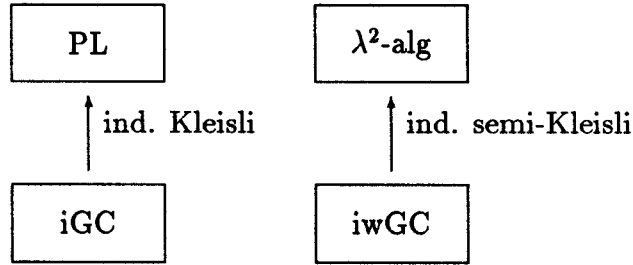 PL λ²-alg
ind. Kleisli ind. semi-Kleisli
iGC iwGC